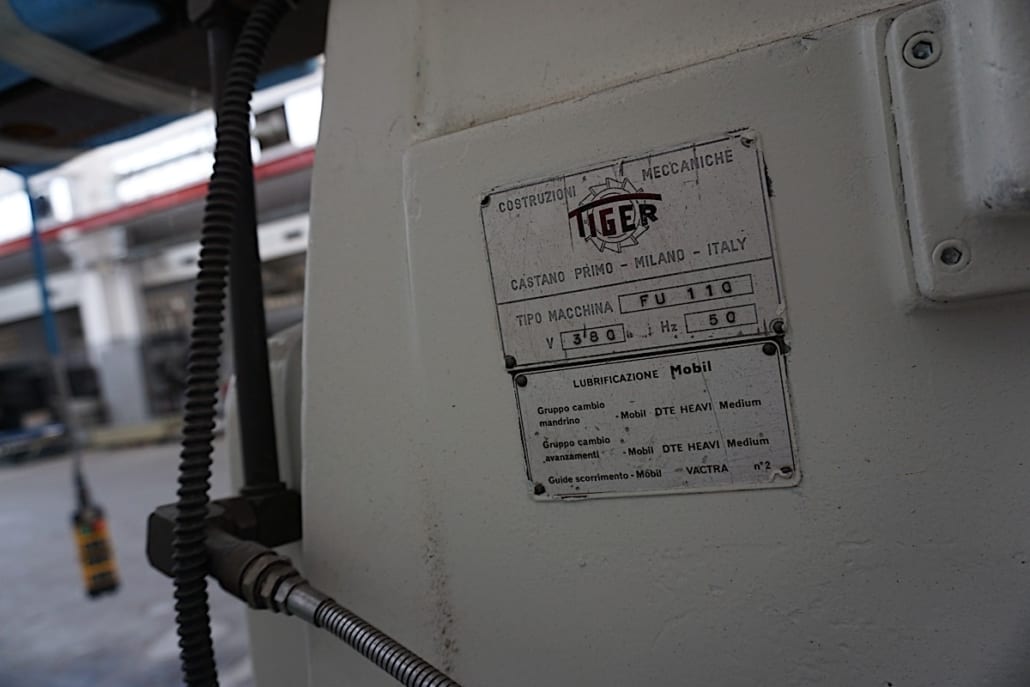 COSTRUZIONI MECCANICHE
TIGER
CASTANO PRIMO - MILANO - ITALY
TIPO MACCHINA FU 110
V 380 Hz 50
LUBRIFICAZIONE Mobil
Gruppo cambio mandrino - Mobil DTE HEAVI Medium
Gruppo cambio avanzamenti - Mobil DTE HEAVI Medium
Guide scorrimento - Mobil VACTRA n°2